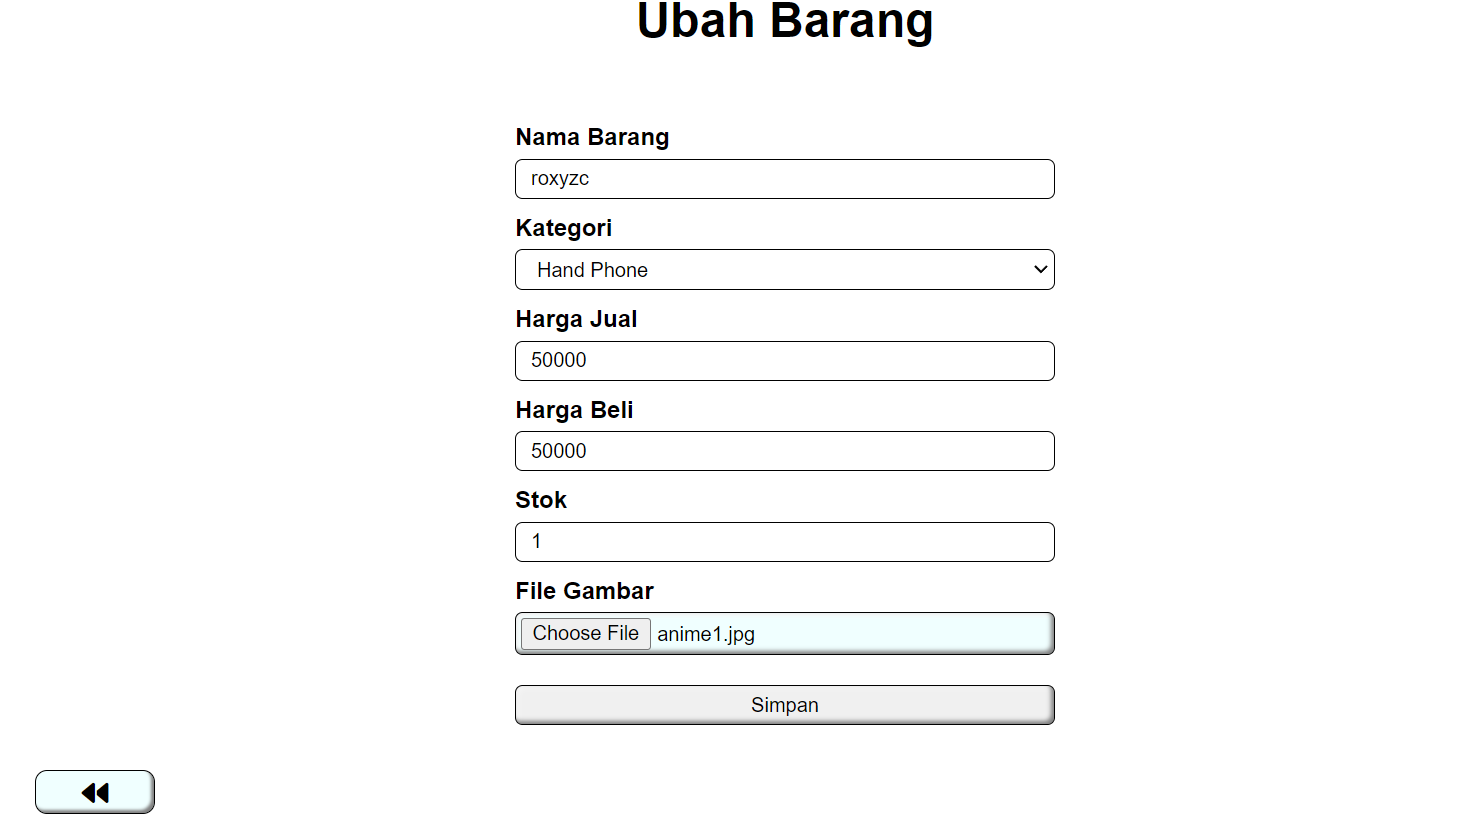 Ubah Barang
Nama Barang
roxyzc
Kategori
Hand Phone
Harga Jual
50000
Harga Beli
50000
Stok
1
File Gambar
Choose File anime1.jpg
Simpan